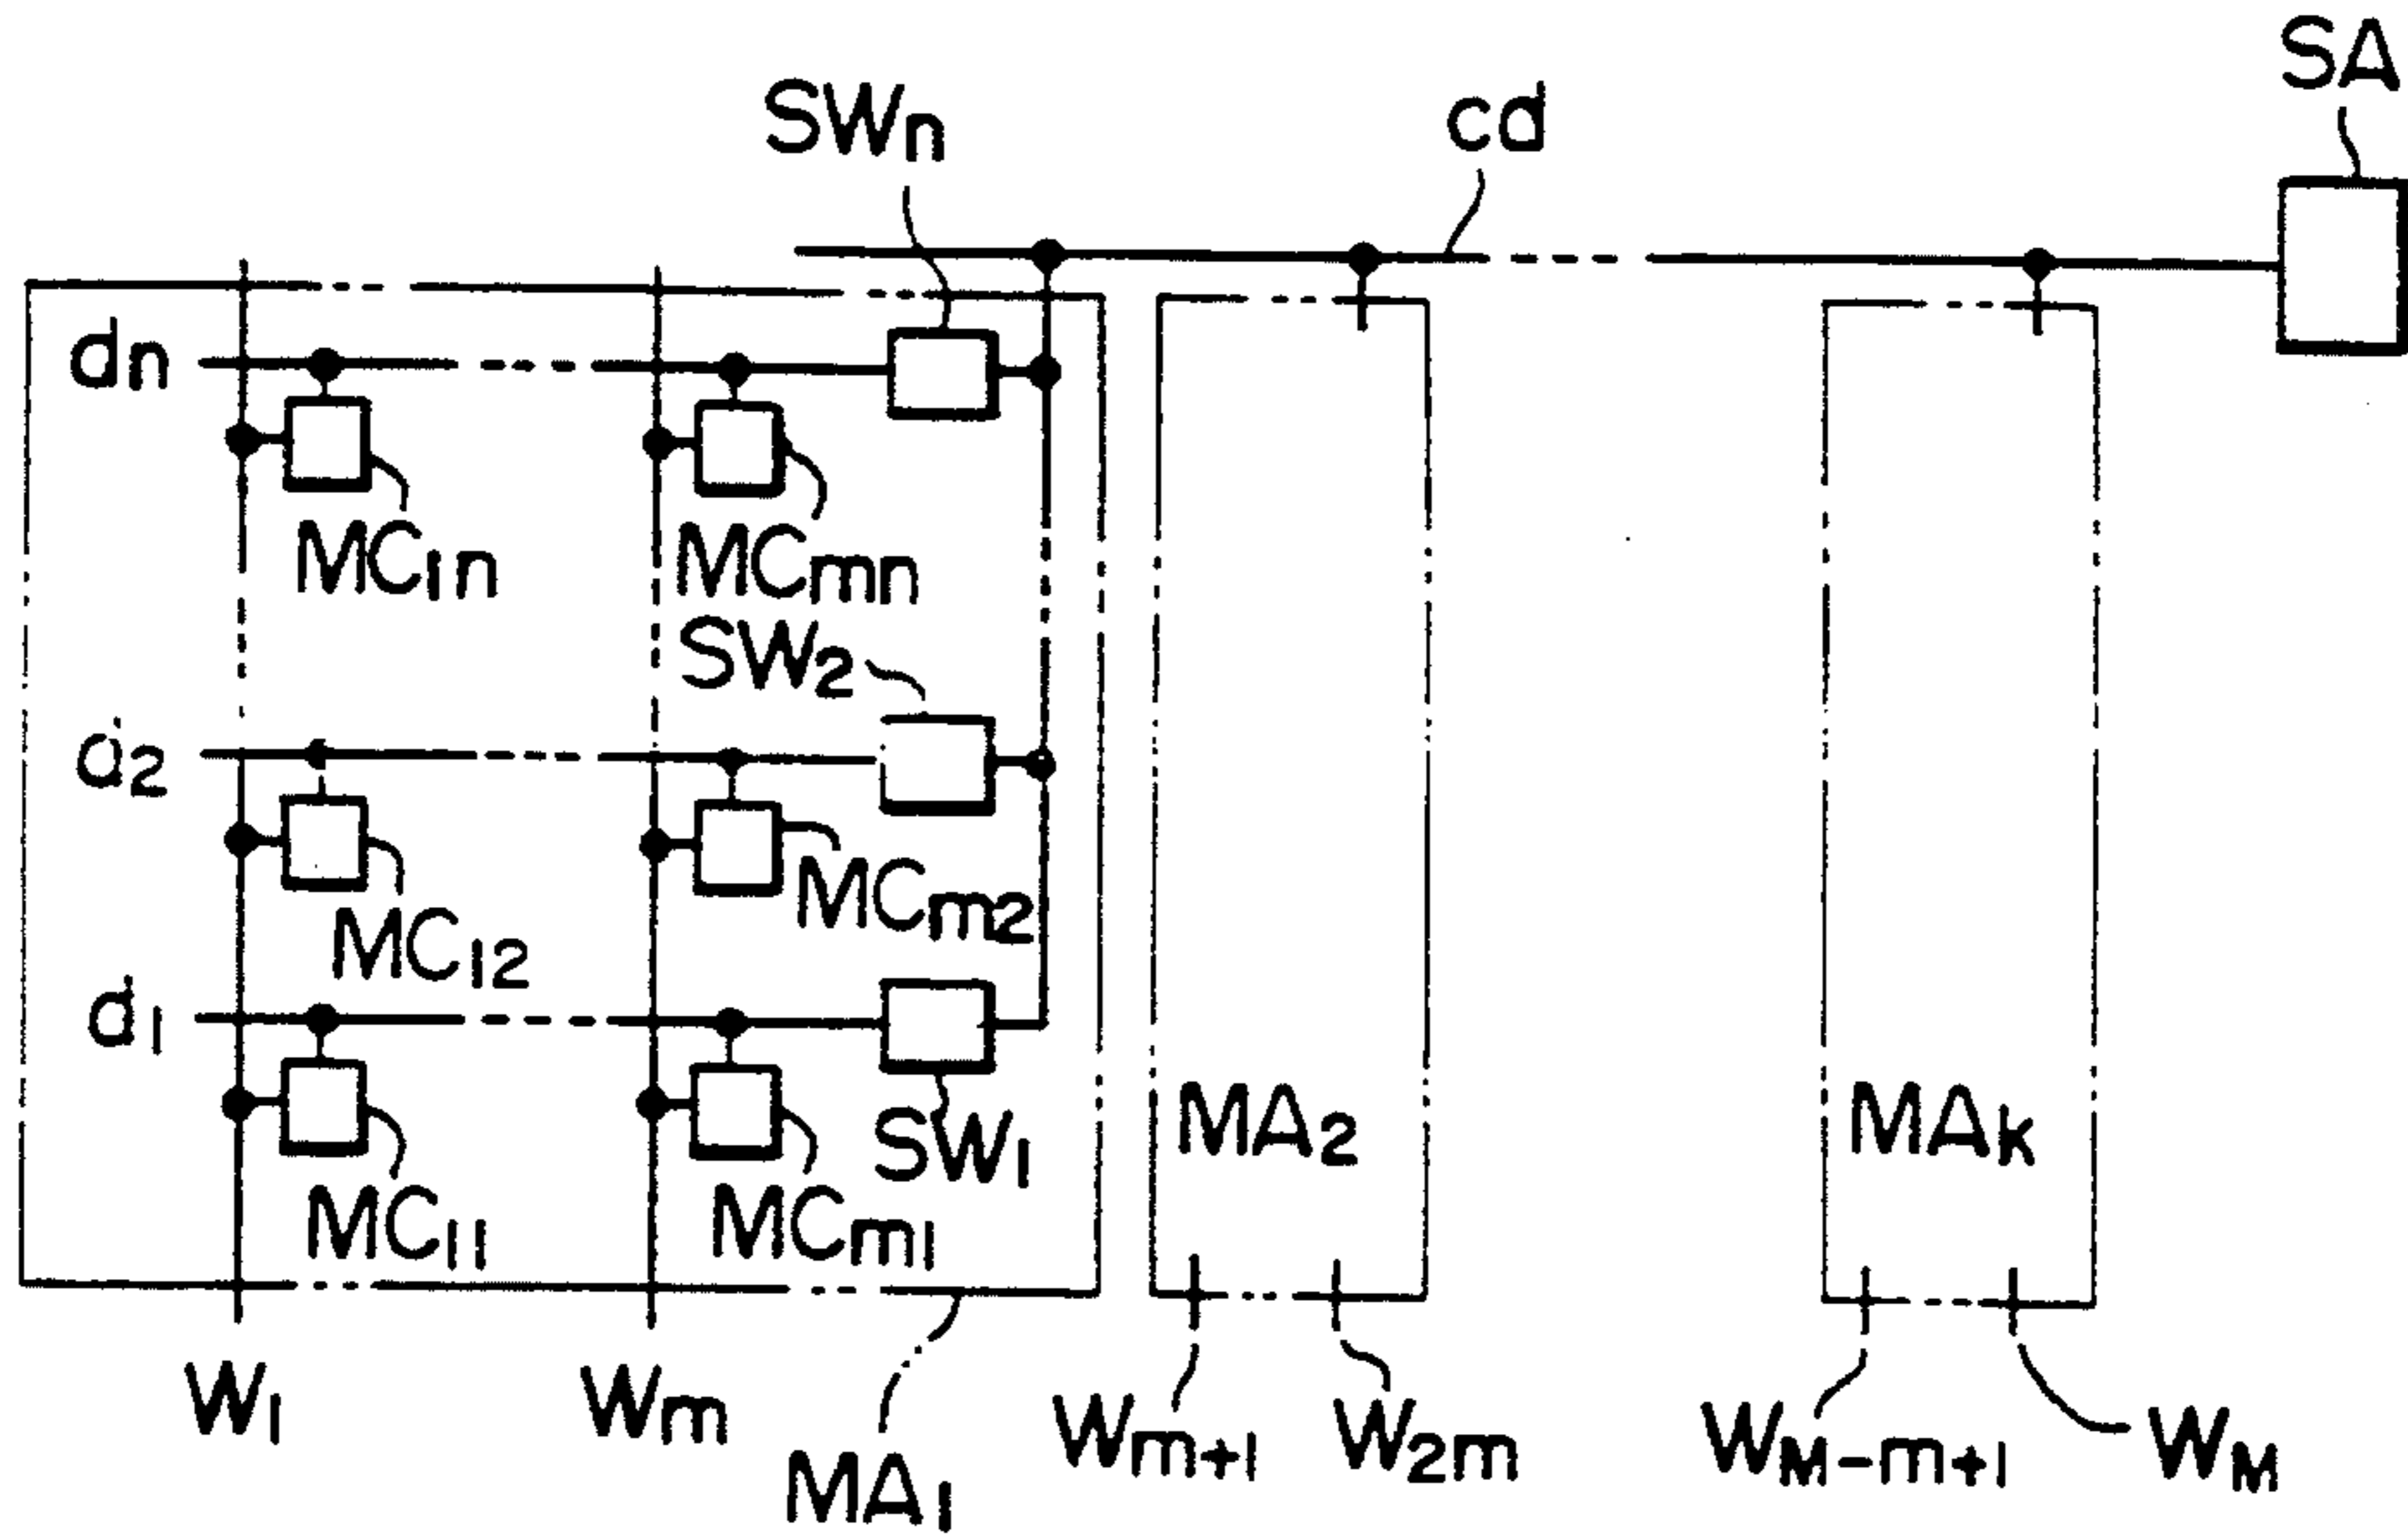 SA
SWn
cd
dn
MC1n
MCmn
SW2
d2
MCm2
MC12
d1
SW1
MA2
MAk
MC11
MCm1
W1
Wm
Wm+1
W2m
WM-m+1
WM
MA1